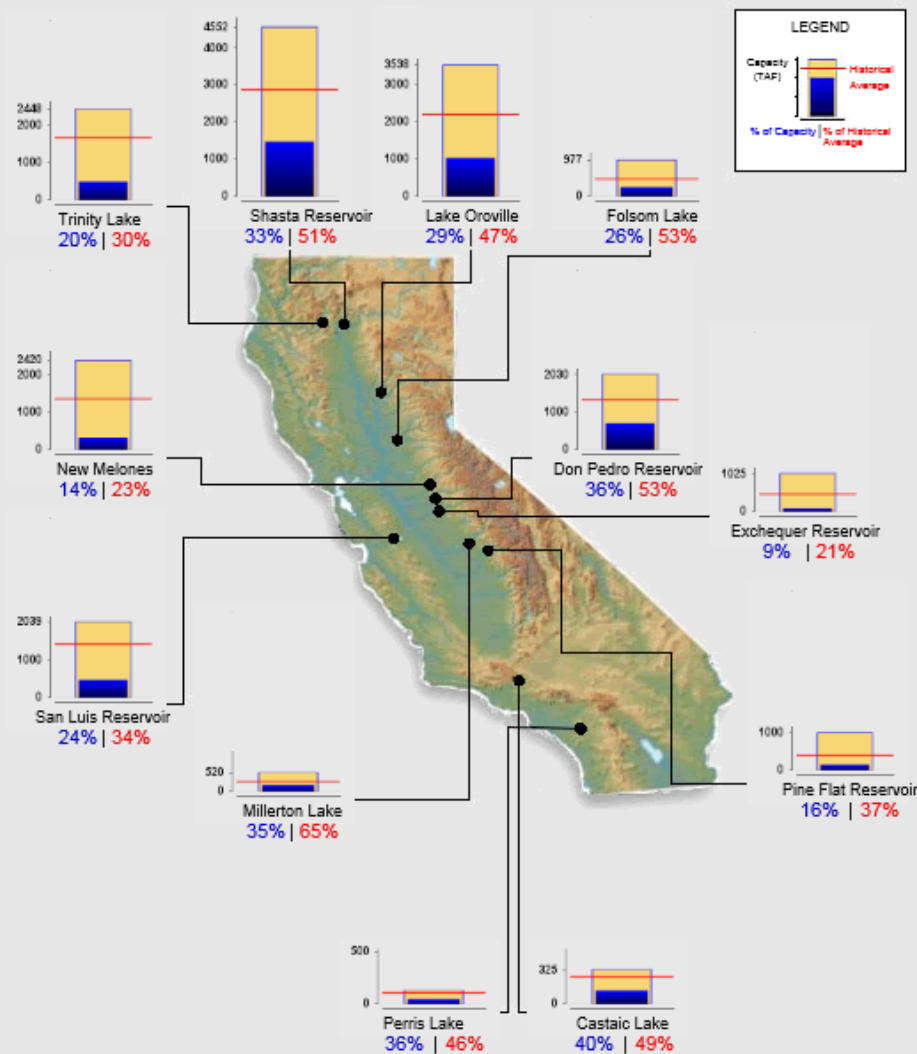 LEGEND
Capacity
(TAF)
Historical
Average
% of Capacity | % of Historical
Average
2448
2000
1000
0
Trinity Lake
20% | 30%
4552
4000
3000
2000
1000
0
Shasta Reservoir
33% | 51%
3538
3000
2000
1000
0
Lake Oroville
29% | 47%
977
0
Folsom Lake
26% | 53%
2420
2000
1000
0
New Melones
14% | 23%
2030
1000
0
Don Pedro Reservoir
36% | 53%
1025
0
Exchequer Reservoir
9% | 21%
2039
1000
0
San Luis Reservoir
24% | 34%
520
0
Millerton Lake
35% | 65%
1000
0
Pine Flat Reservoir
16% | 37%
500
0
Perris Lake
36% | 46%
325
0
Castaic Lake
40% | 49%